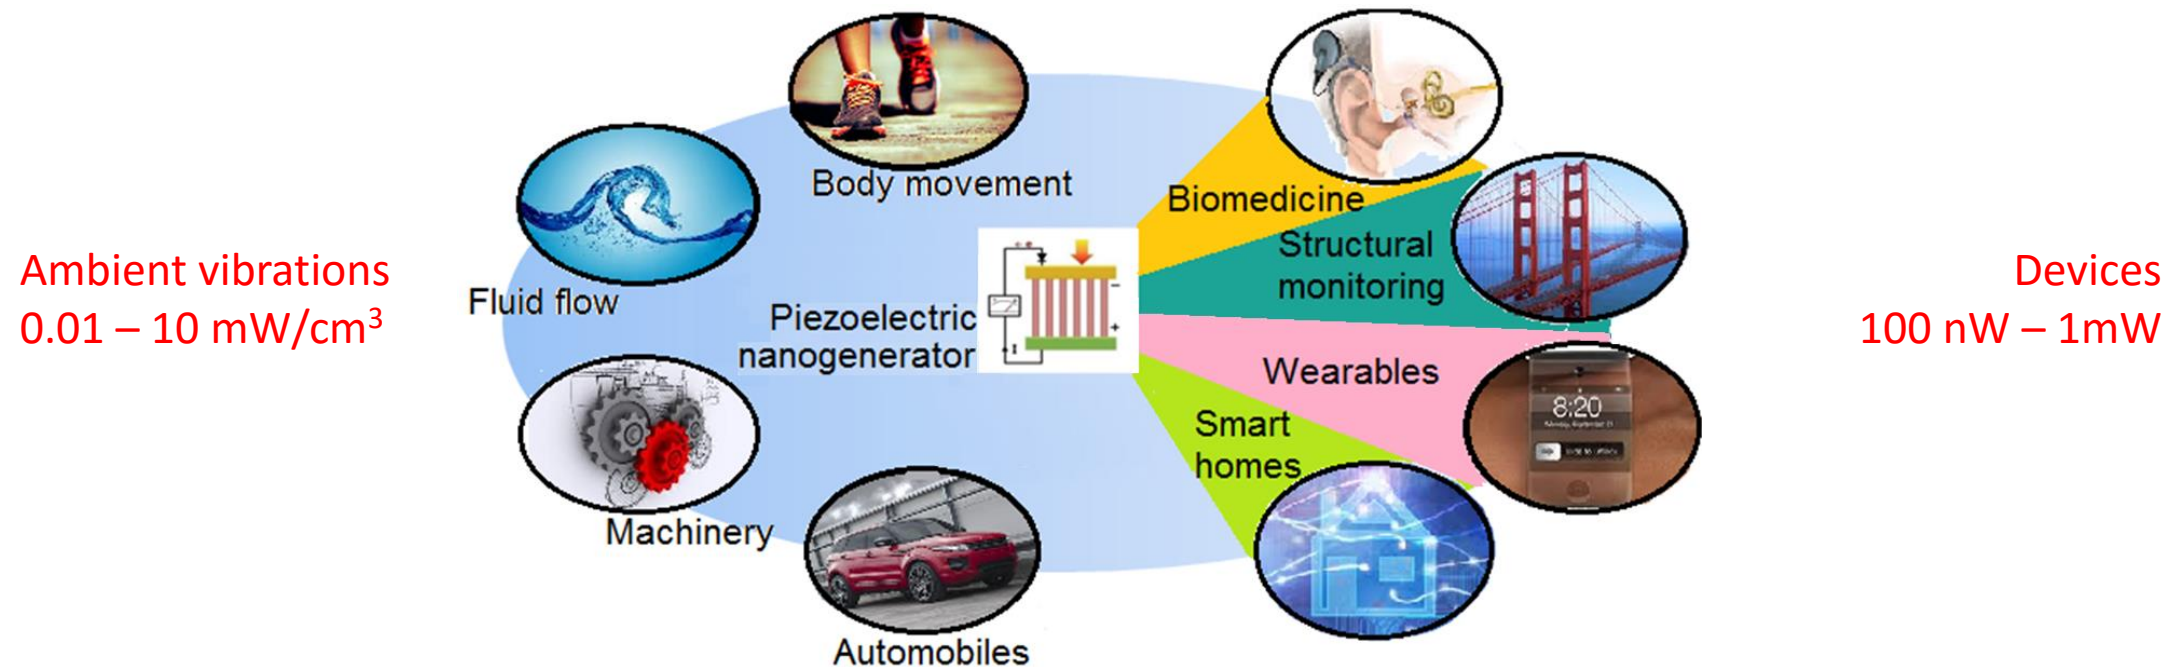 Ambient vibrations
0.01 – 10 mW/cm³
Body movement
Fluid flow
Piezoelectric
nanogenerator
Machinery
Automobiles
Biomedicine
Structural
monitoring
Wearables
8:20
Smart
homes
Devices
100 nW – 1mW
−
+
I